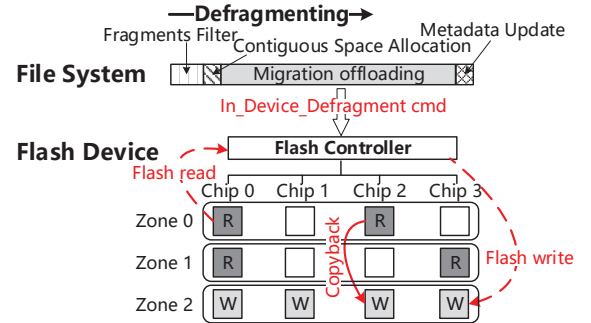 Defragmenting
Fragments Filter
Metadata Update
Contiguous Space Allocation
File System
Migration offloading
In_Device_Defragment cmd
Flash Device
Flash Controller
Flash read
Chip 0 Chip 1 Chip 2 Chip 3
Zone 0 R R
Copyback
Zone 1 R R
Flash write
Zone 2 W W W W